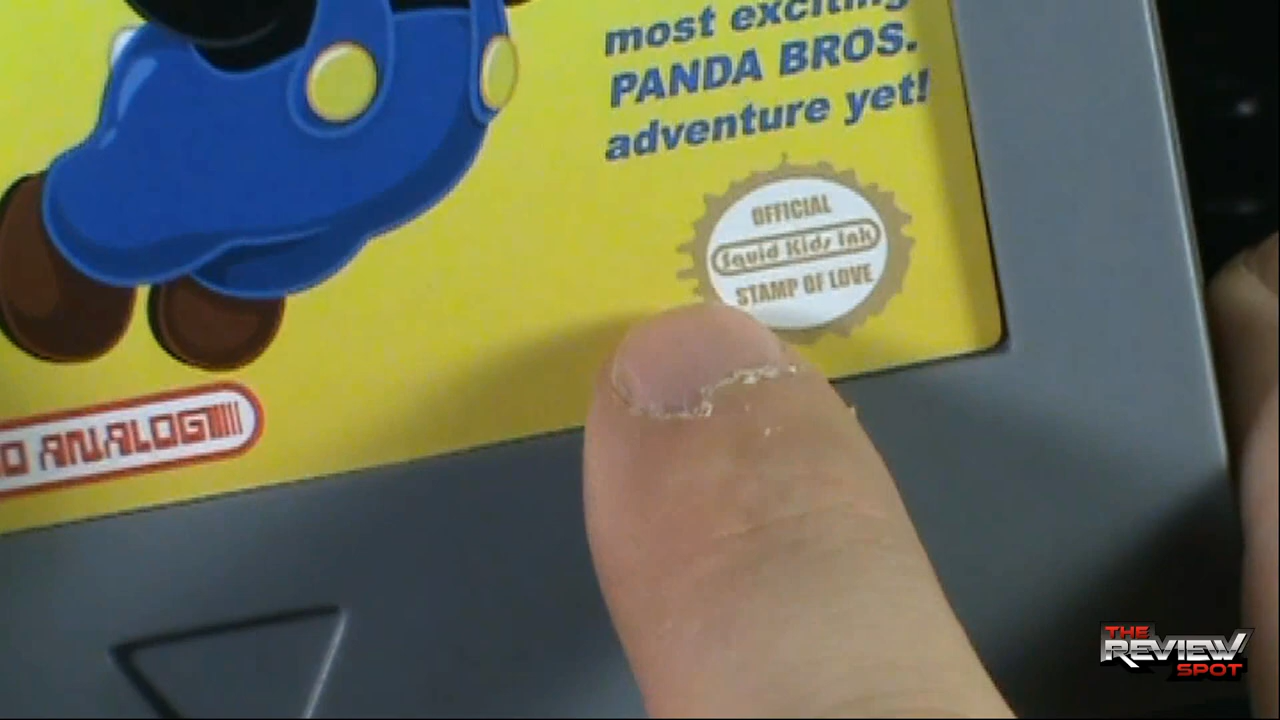 most exciting
PANDA BROS.
adventure yet!
OFFICIAL
Squid Kids Ink
STAMP OF LOVE
ANALOG
THE
REVIEW
SPOT